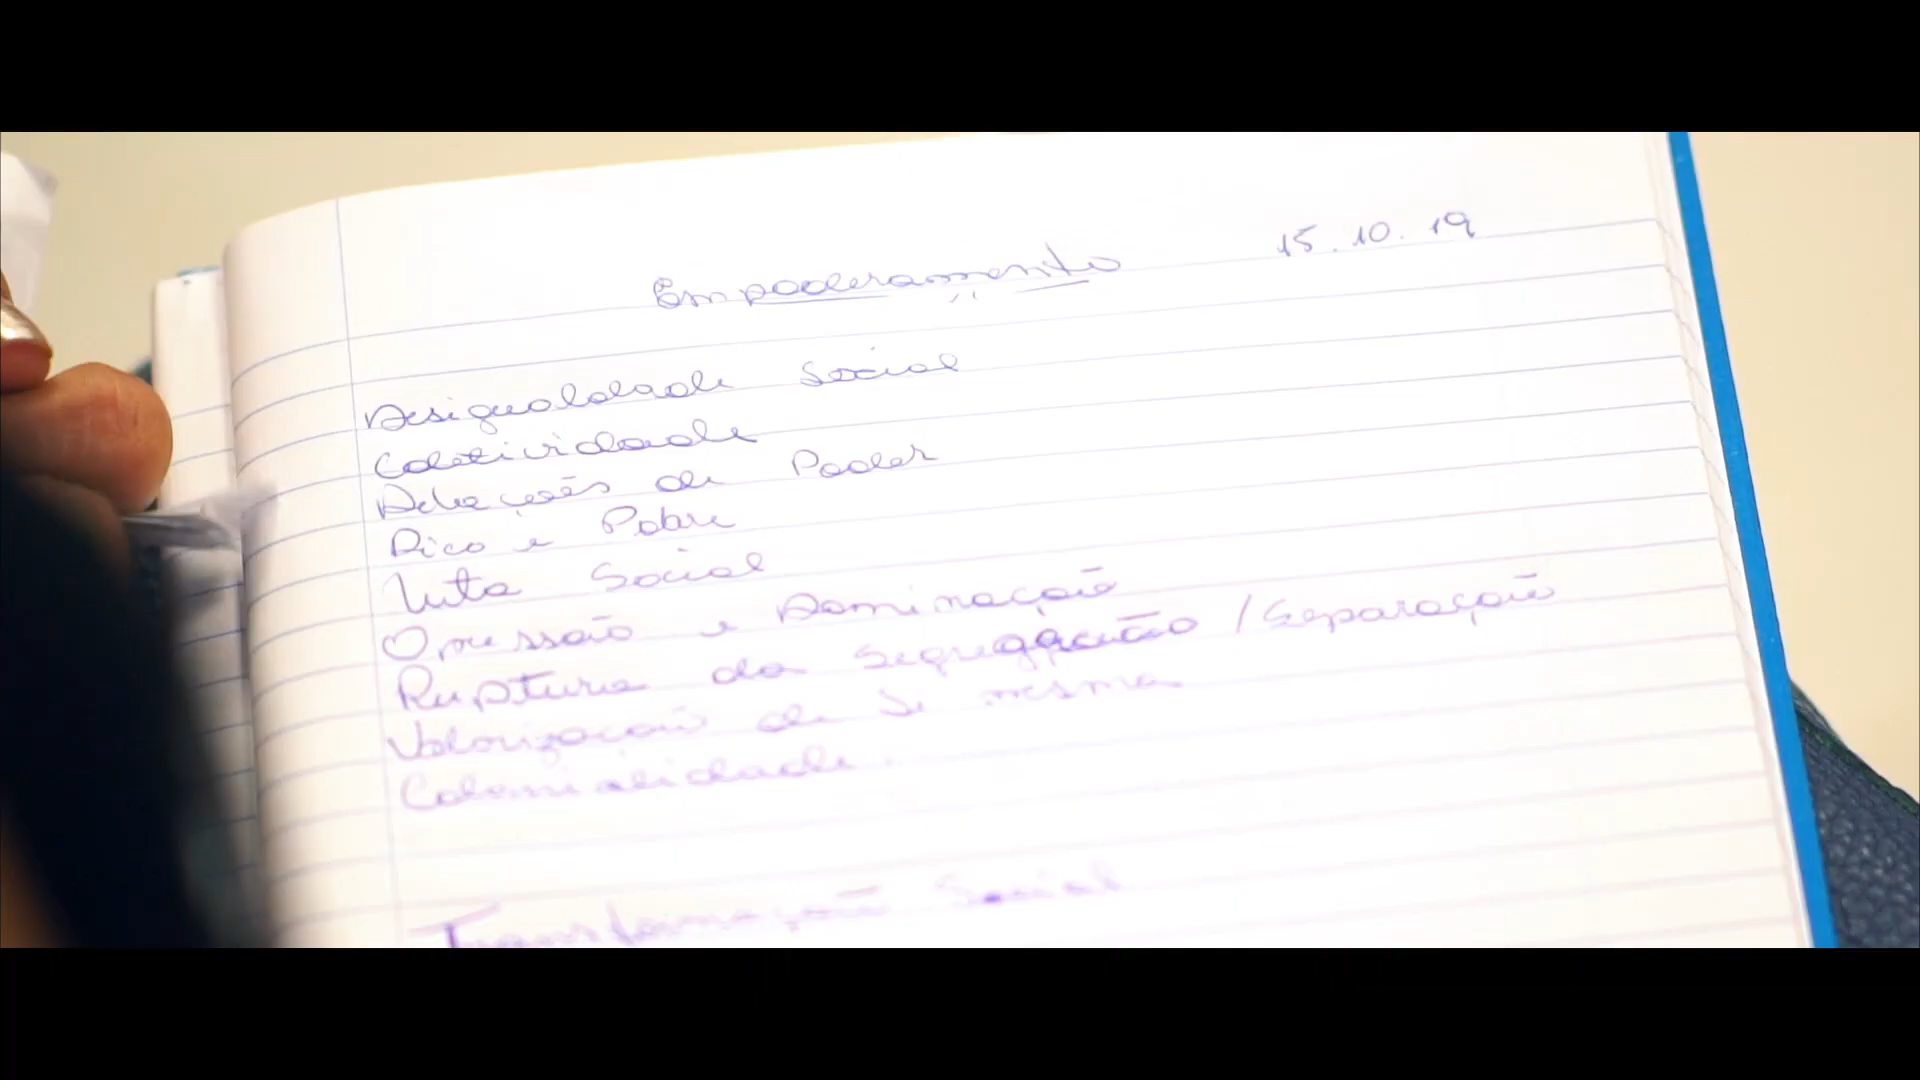 Empoderamento 15.10.19
Desigualdade Social
Coletividade
Relações de Poder
Rico e Pobre
Luta Social
Opressão e Dominação
Ruptura da Segregação / Separação
Valorização de si mesma
Colonialidade.
Transformação Social